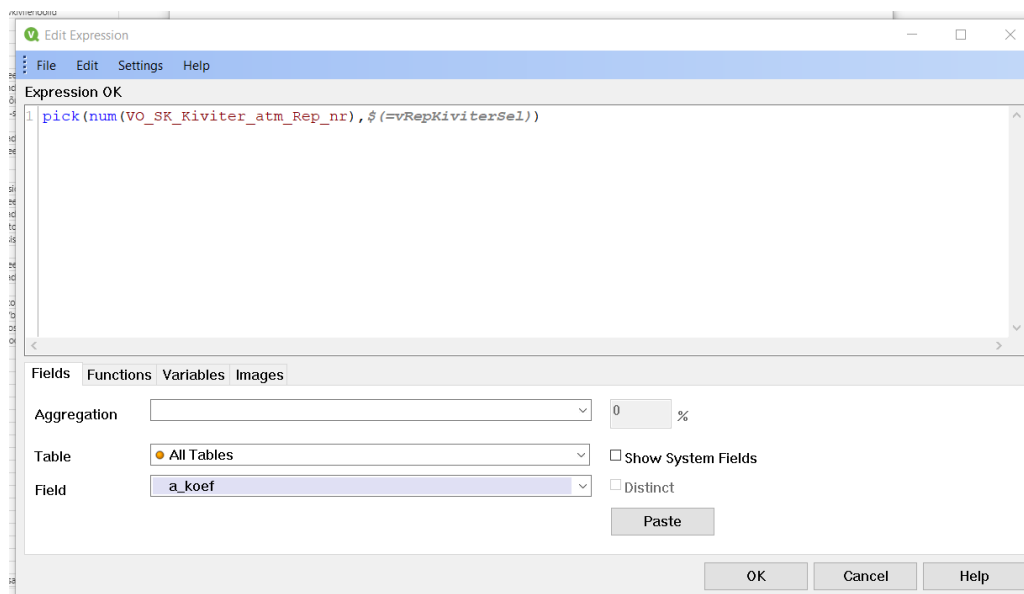 Edit Expression
File Edit Settings Help
Expression OK
1 pick(num(VO_SK_Kiviter_atm_Rep_nr),$(=vRepKiviterSel))
Fields Functions Variables Images
Aggregation 0 %
Table All Tables Show System Fields
Field a_koef Distinct
Paste
OK Cancel Help